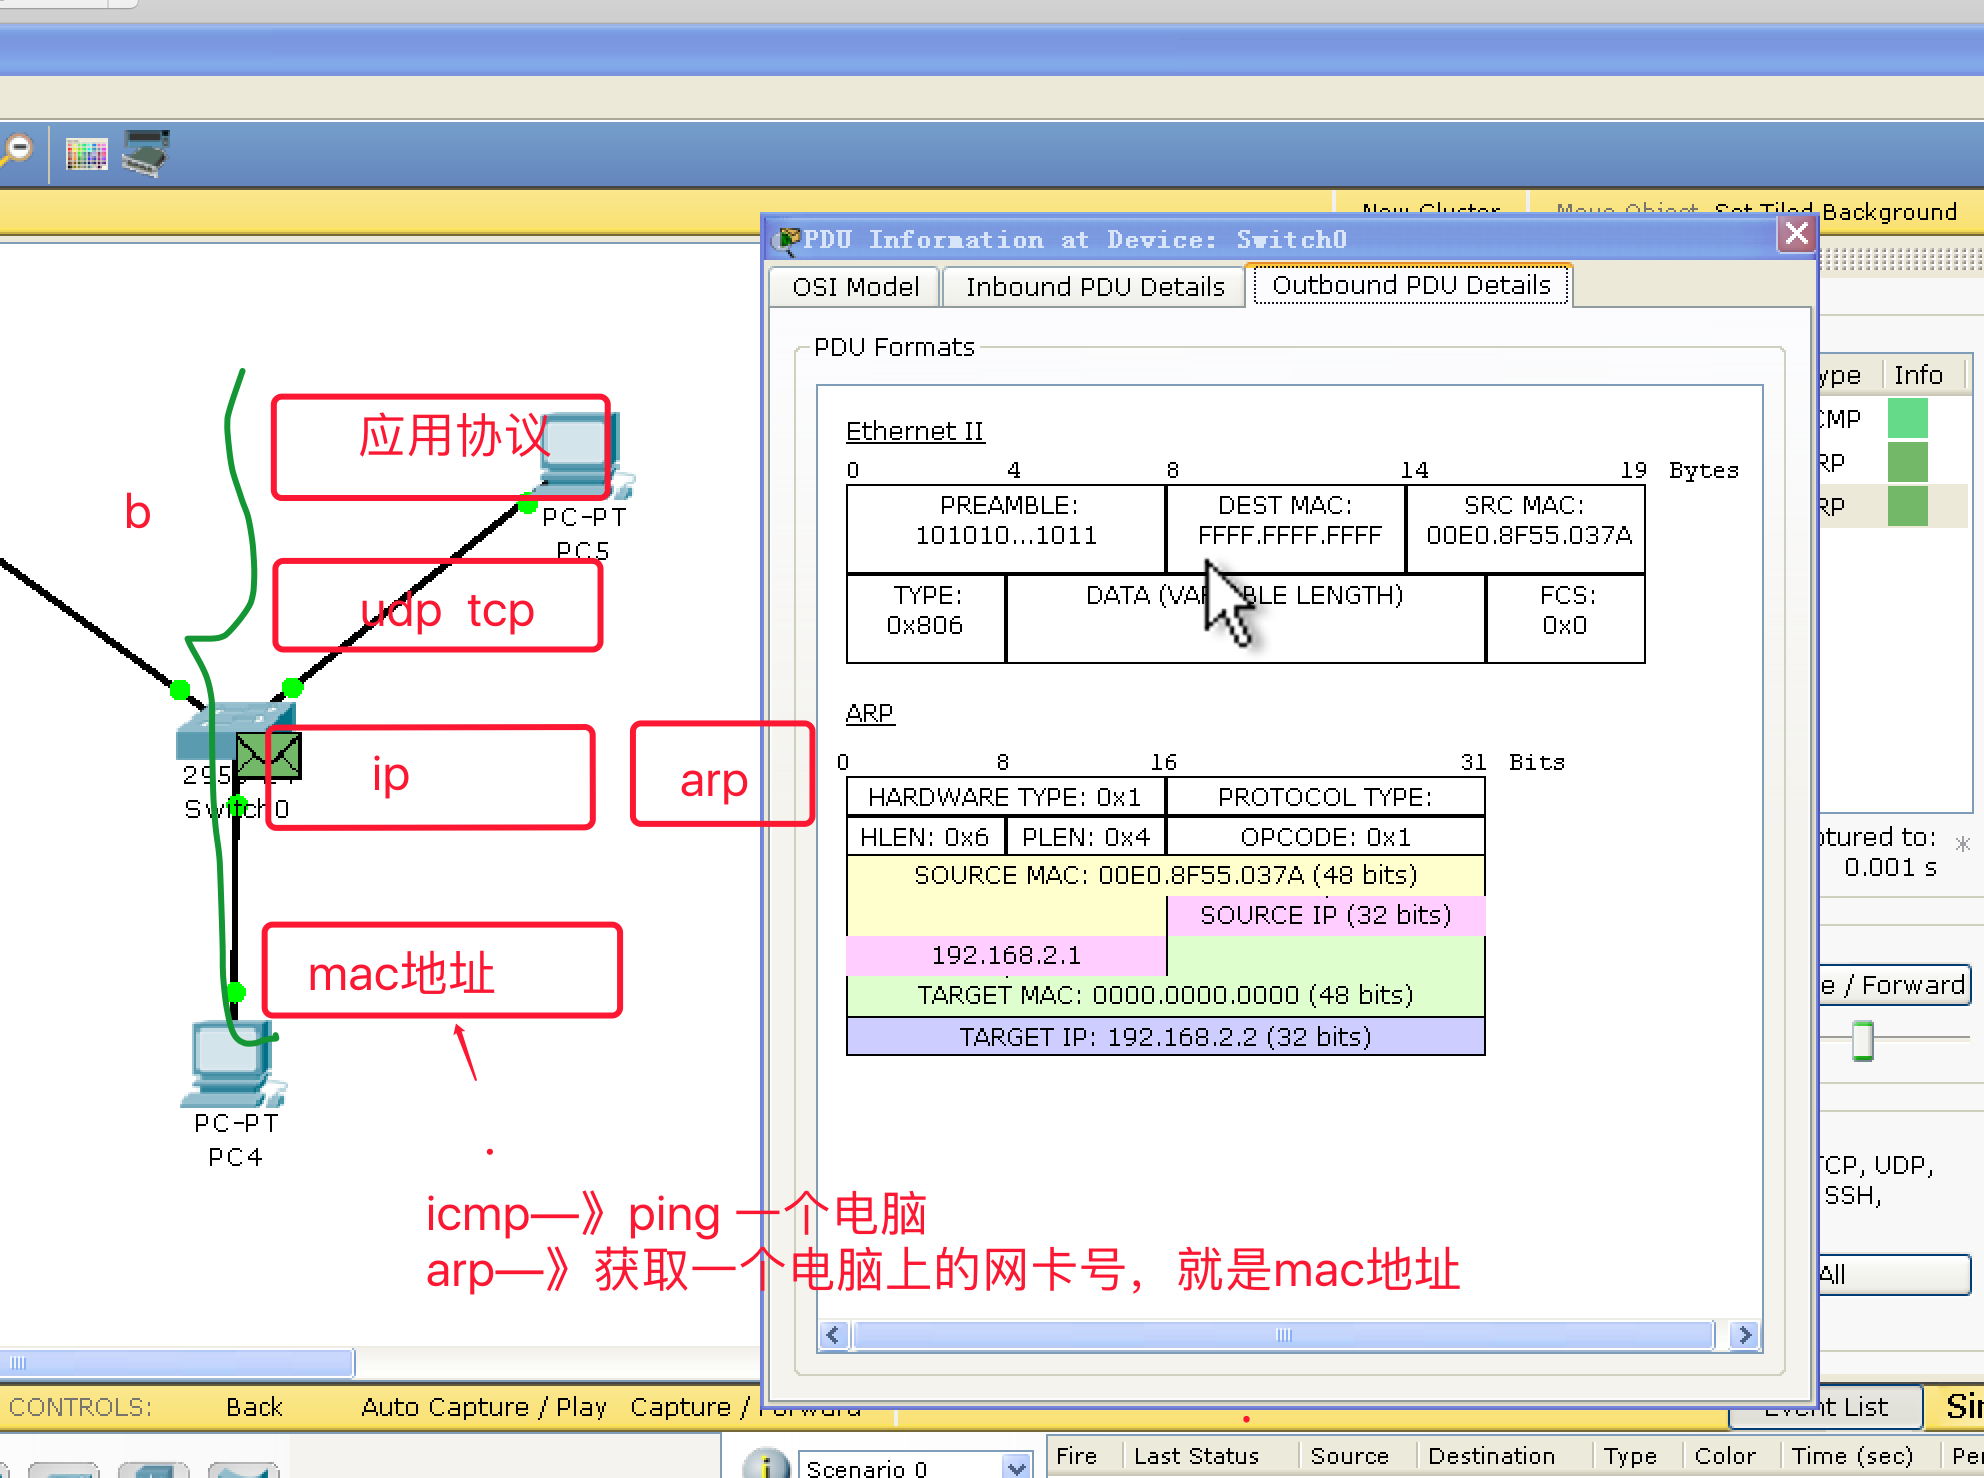 New Cluster
Move Object
Set Tiled Background
PDU Information at Device: Switch0
OSI Model
Inbound PDU Details
Outbound PDU Details
PDU Formats
Ethernet II
0 4 8 14 19 Bytes
PREAMBLE:
101010...1011
DEST MAC:
FFFF.FFFF.FFFF
SRC MAC:
00E0.8F55.037A
TYPE:
0x806
DATA (VARIABLE LENGTH)
FCS:
0x0
ARP
0 8 16 31 Bits
HARDWARE TYPE: 0x1
PROTOCOL TYPE:
HLEN: 0x6
PLEN: 0x4
OPCODE: 0x1
SOURCE MAC: 00E0.8F55.037A (48 bits)
SOURCE IP (32 bits)
192.168.2.1
TARGET MAC: 0000.0000.0000 (48 bits)
TARGET IP: 192.168.2.2 (32 bits)
ype Info
CMP
RP
RP
tured to:
0.001 s
e / Forward
CP, UDP,
SSH,
All
应用协议
b
PC-PT
PC5
udp tcp
ip
arp
Switch0
mac地址
PC-PT
PC4
icmp—》ping 一个电脑
arp—》获取一个电脑上的网卡号，就是mac地址
CONTROLS:
Back
Auto Capture / Play
Capture / Forward
Event List
Scenario 0
Fire Last Status Source Destination Type Color Time (sec)